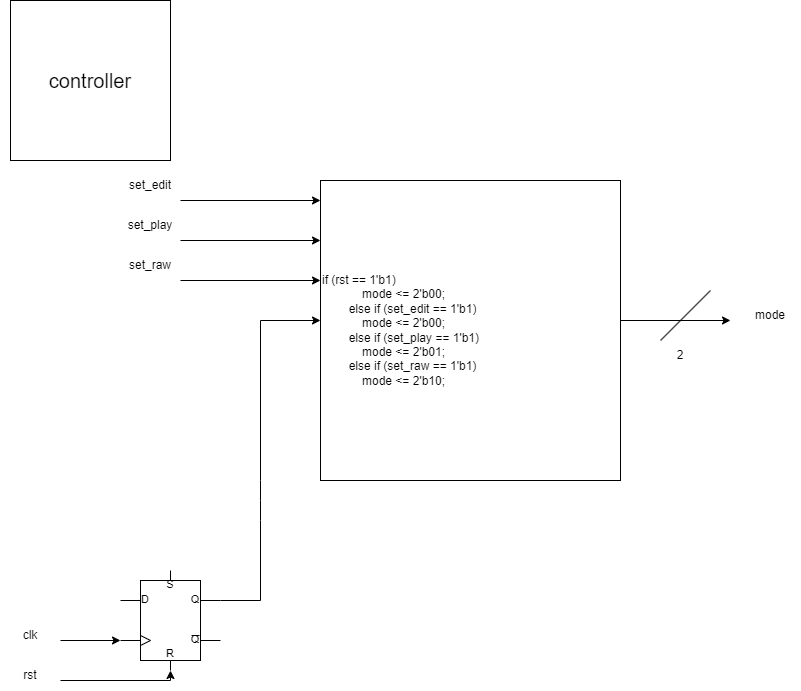 controller
set_edit
set_play
set_raw
if (rst == 1'b1)
mode <= 2'b00;
else if (set_edit == 1'b1)
mode <= 2'b00;
else if (set_play == 1'b1)
mode <= 2'b01;
else if (set_raw == 1'b1)
mode <= 2'b10;
mode
2
S
D Q
clk
Q
R
rst